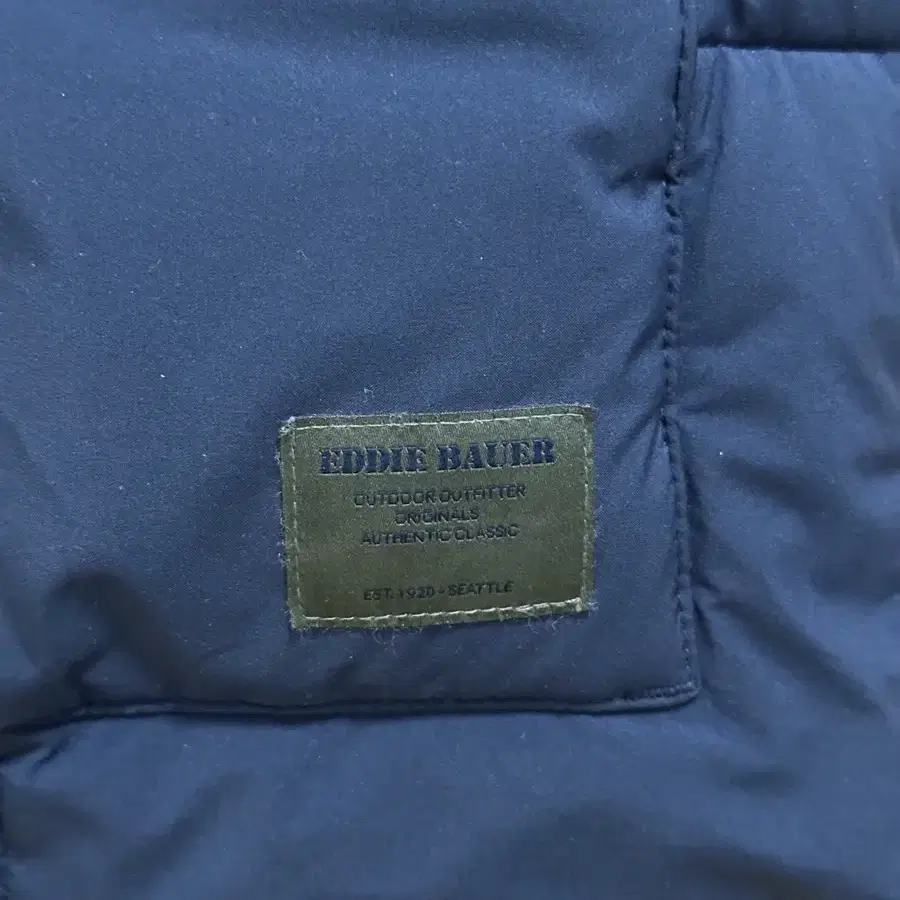 EDDIE BAUER
OUTDOOR OUTFITTER
ORIGINALS
AUTHENTIC CLASSIC
EST. 1920 - SEATTLE